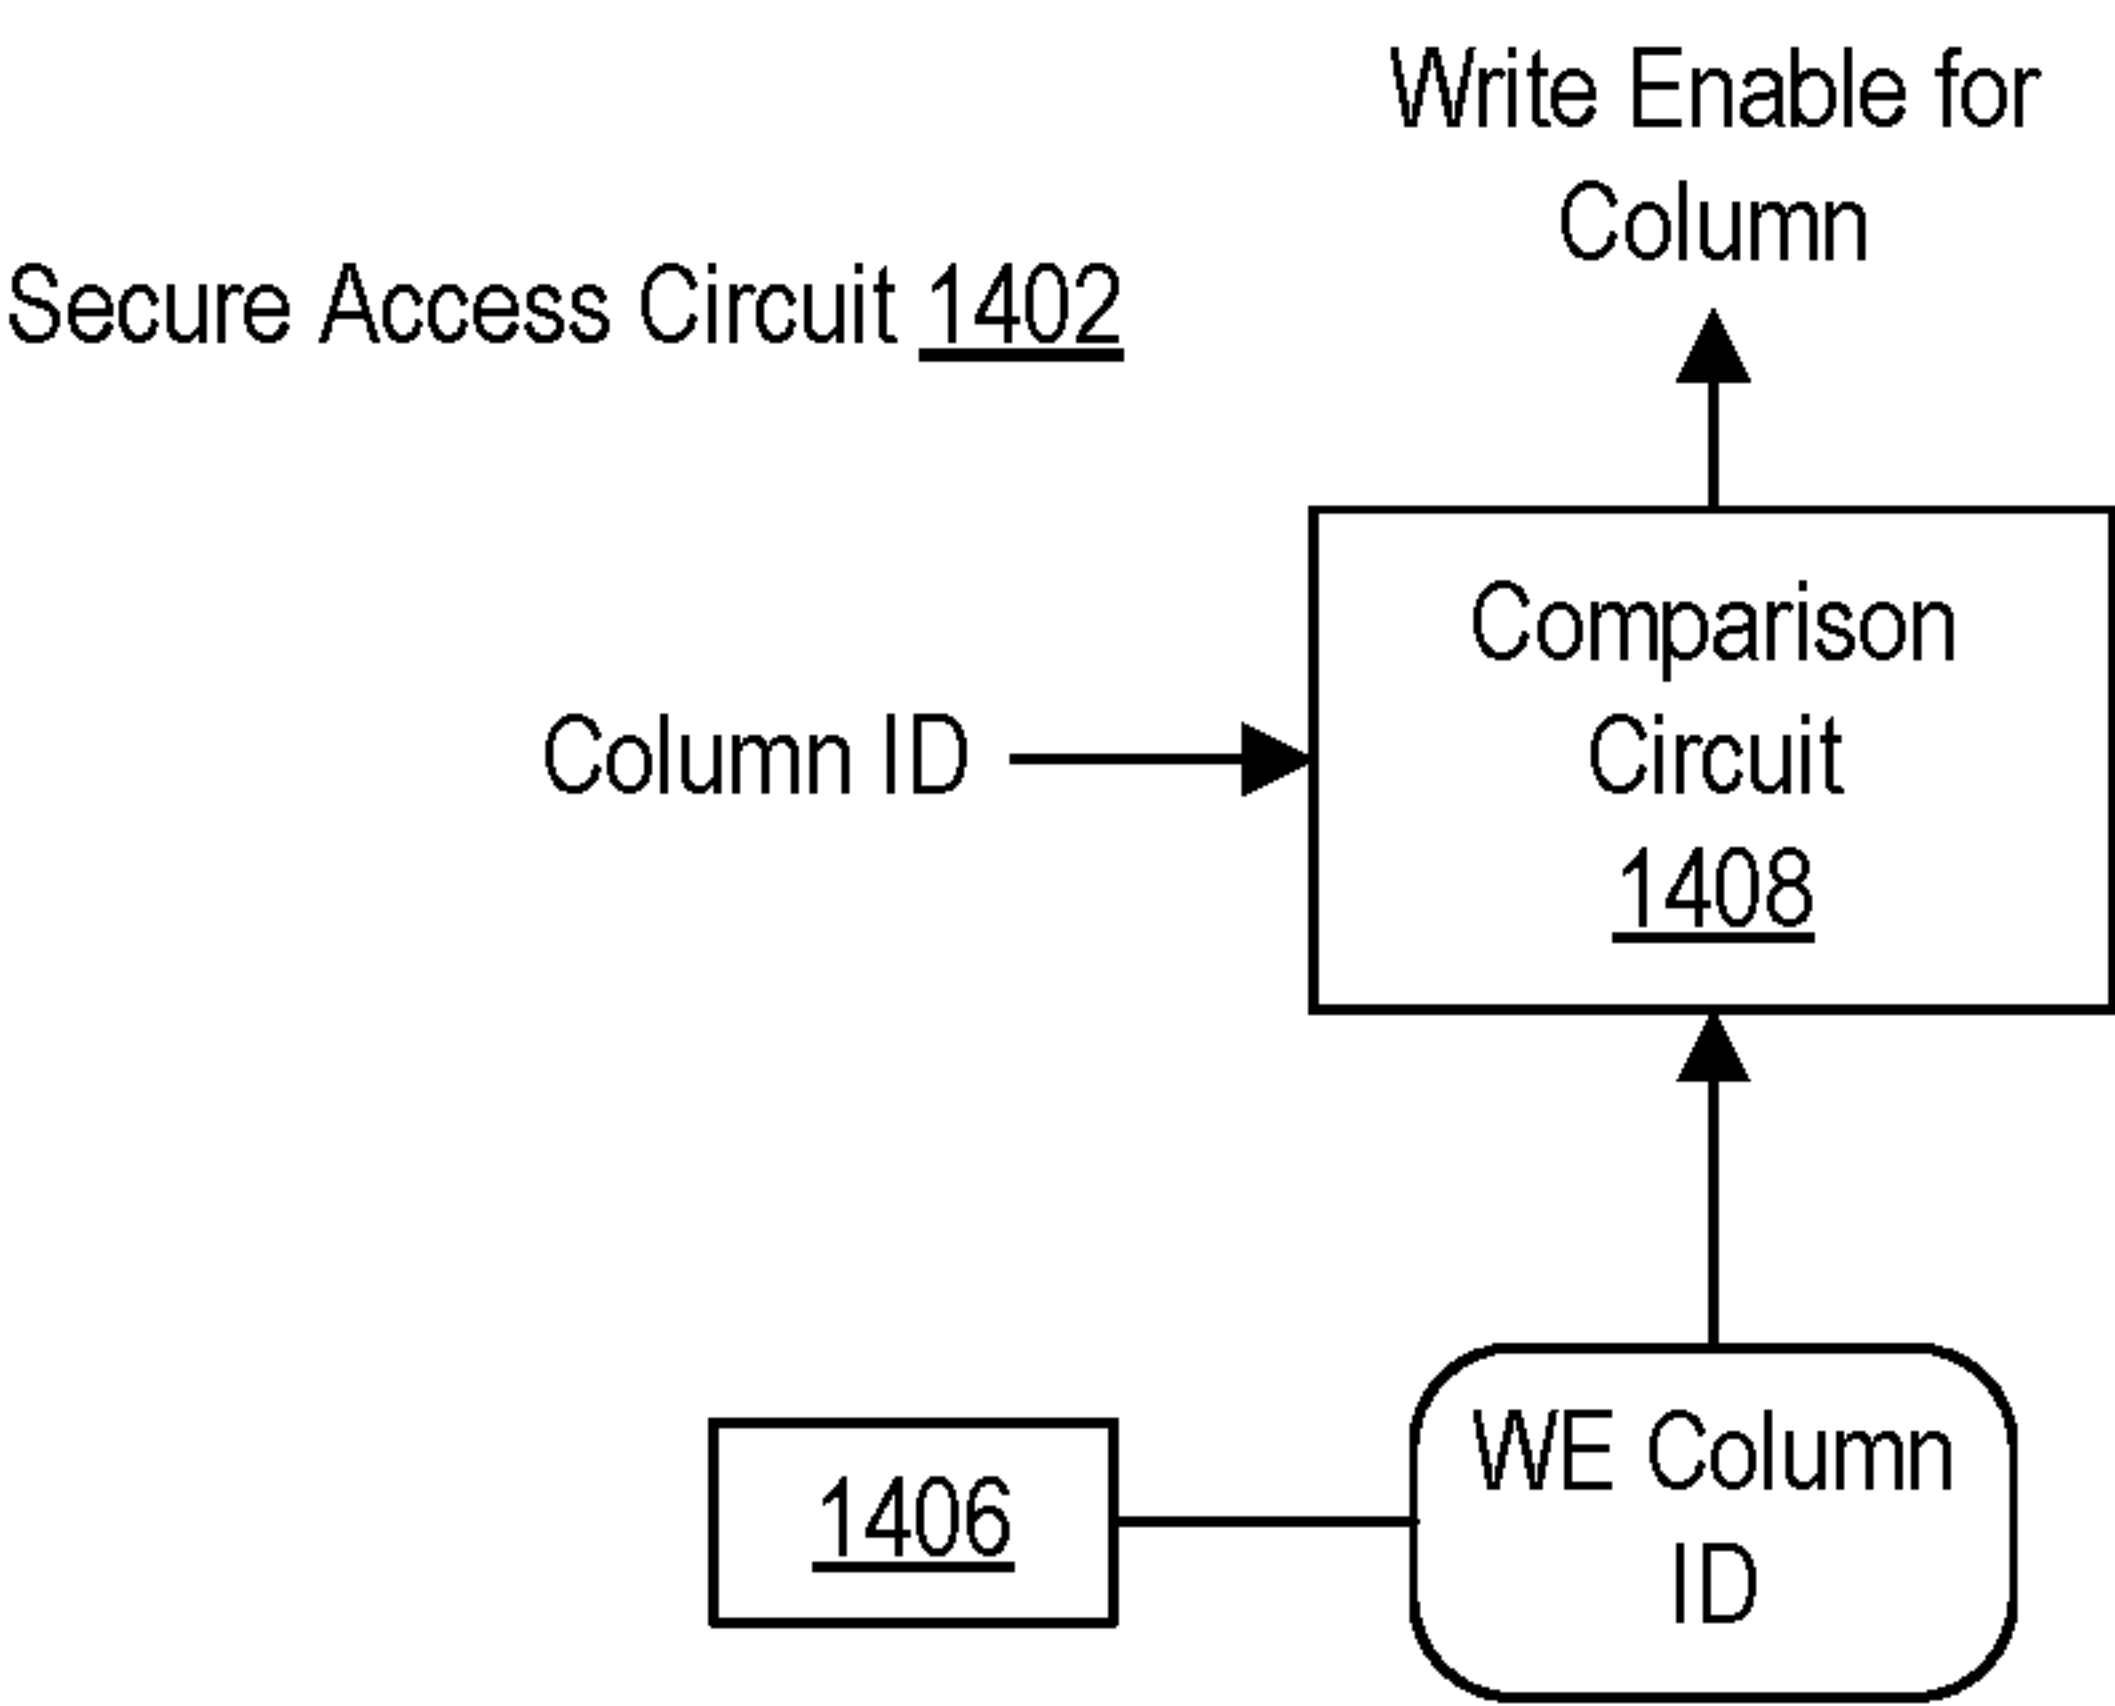 Write Enable for
Column
Secure Access Circuit 1402
Comparison
Circuit
1408
Column ID
WE Column
ID
1406